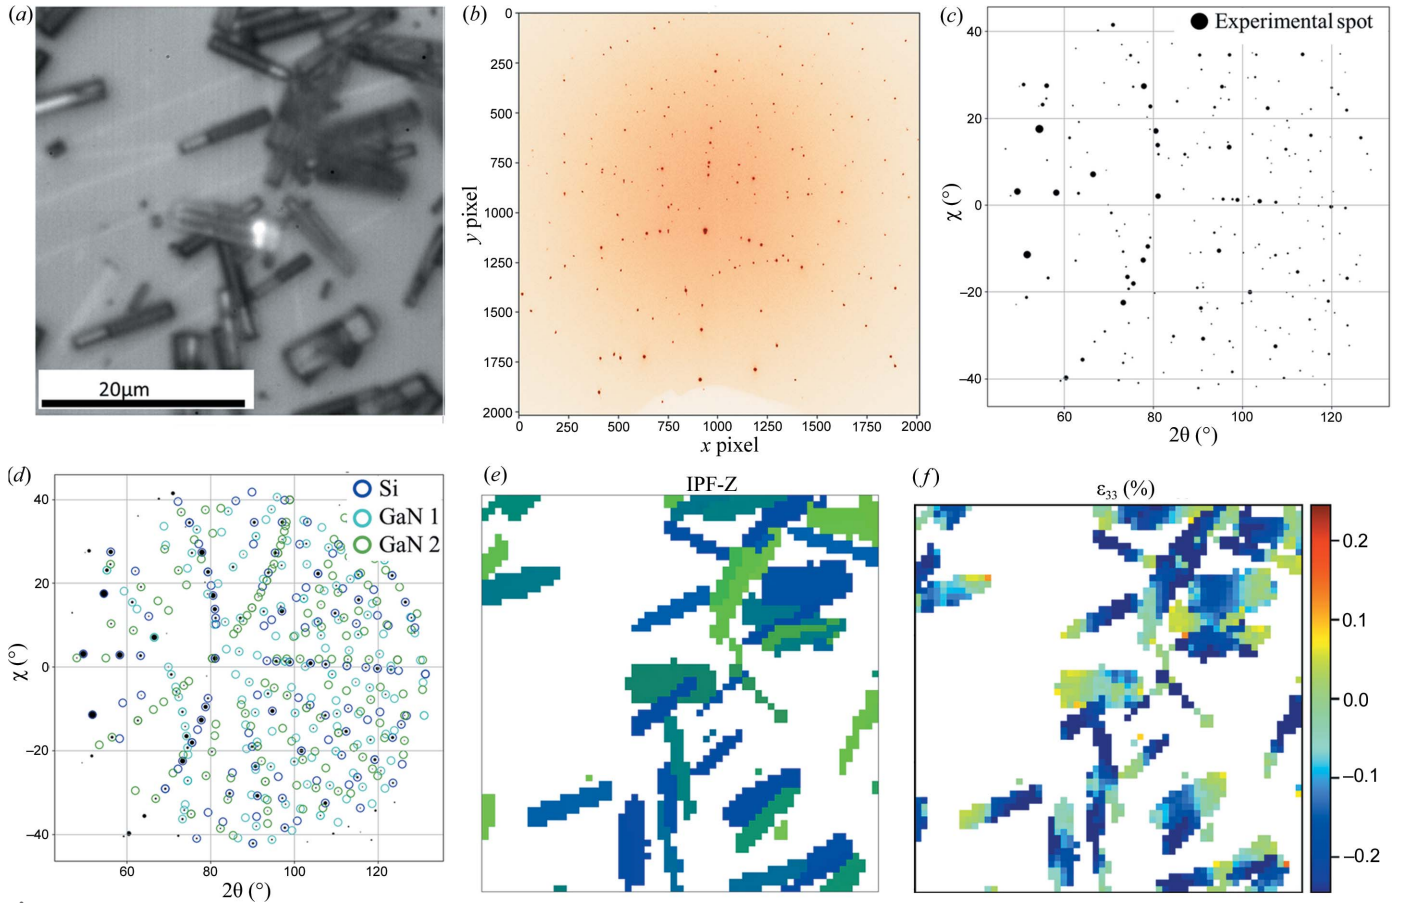 (a)
20μm
(b)
0
250
500
750
1000
1250
1500
1750
2000
y pixel
0 250 500 750 1000 1250 1500 1750 2000
x pixel
(c)
Experimental spot
40
20
0
−20
−40
χ (°)
60 80 100 120
2θ (°)
(d)
Si
GaN 1
GaN 2
40
20
0
−20
−40
χ (°)
60 80 100 120
2θ (°)
(e)
IPF-Z
(f)
ε33 (%)
0.2
0.1
0.0
−0.1
−0.2